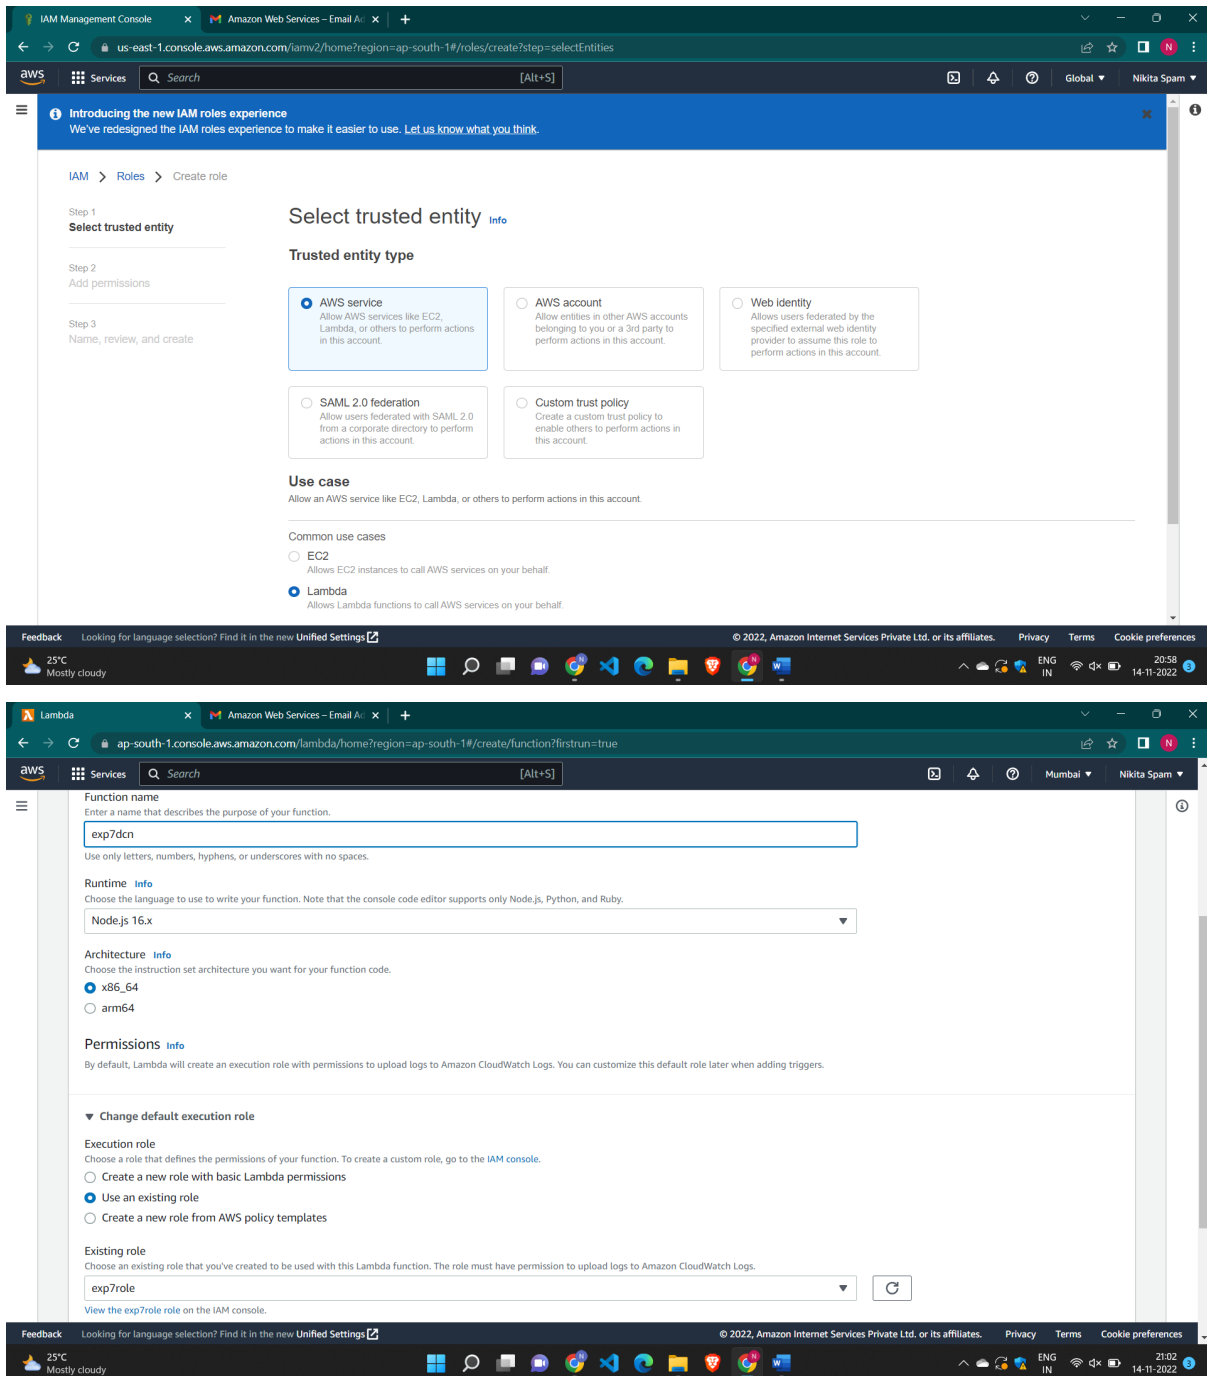 IAM Management Console
Amazon Web Services – Email Ad
us-east-1.console.aws.amazon.com/iamv2/home?region=ap-south-1#/roles/create?step=selectEntities
N
aws
Services
Search
[Alt+S]
Global
Nikita Spam
Introducing the new IAM roles experience
We've redesigned the IAM roles experience to make it easier to use. Let us know what you think.
IAM > Roles > Create role
Step 1
Select trusted entity
Step 2
Add permissions
Step 3
Name, review, and create
Select trusted entity Info
Trusted entity type
AWS service
Allow AWS services like EC2,
Lambda, or others to perform actions
in this account.
AWS account
Allow entities in other AWS accounts
belonging to you or a 3rd party to
perform actions in this account.
Web identity
Allows users federated by the
specified external web identity
provider to assume this role to
perform actions in this account.
SAML 2.0 federation
Allow users federated with SAML 2.0
from a corporate directory to perform
actions in this account.
Custom trust policy
Create a custom trust policy to
enable others to perform actions in
this account.
Use case
Allow an AWS service like EC2, Lambda, or others to perform actions in this account.
Common use cases
EC2
Allows EC2 instances to call AWS services on your behalf.
Lambda
Allows Lambda functions to call AWS services on your behalf.
Feedback Looking for language selection? Find it in the new Unified Settings
© 2022, Amazon Internet Services Private Ltd. or its affiliates. Privacy Terms Cookie preferences
25°C
Mostly cloudy
ENG
IN
20:58
14-11-2022
3
Lambda
Amazon Web Services – Email Ad
ap-south-1.console.aws.amazon.com/lambda/home?region=ap-south-1#/create/function?firstrun=true
N
aws
Services
Search
[Alt+S]
Mumbai
Nikita Spam
Function name
Enter a name that describes the purpose of your function.
exp7dcn
Use only letters, numbers, hyphens, or underscores with no spaces.
Runtime Info
Choose the language to use to write your function. Note that the console code editor supports only Node.js, Python, and Ruby.
Node.js 16.x
Architecture Info
Choose the instruction set architecture you want for your function code.
x86_64
arm64
Permissions Info
By default, Lambda will create an execution role with permissions to upload logs to Amazon CloudWatch Logs. You can customize this default role later when adding triggers.
Change default execution role
Execution role
Choose a role that defines the permissions of your function. To create a custom role, go to the IAM console.
Create a new role with basic Lambda permissions
Use an existing role
Create a new role from AWS policy templates
Existing role
Choose an existing role that you've created to be used with this Lambda function. The role must have permission to upload logs to Amazon CloudWatch Logs.
exp7role
View the exp7role role on the IAM console.
Feedback Looking for language selection? Find it in the new Unified Settings
© 2022, Amazon Internet Services Private Ltd. or its affiliates. Privacy Terms Cookie preferences
25°C
Mostly cloudy
ENG
IN
21:02
14-11-2022
3